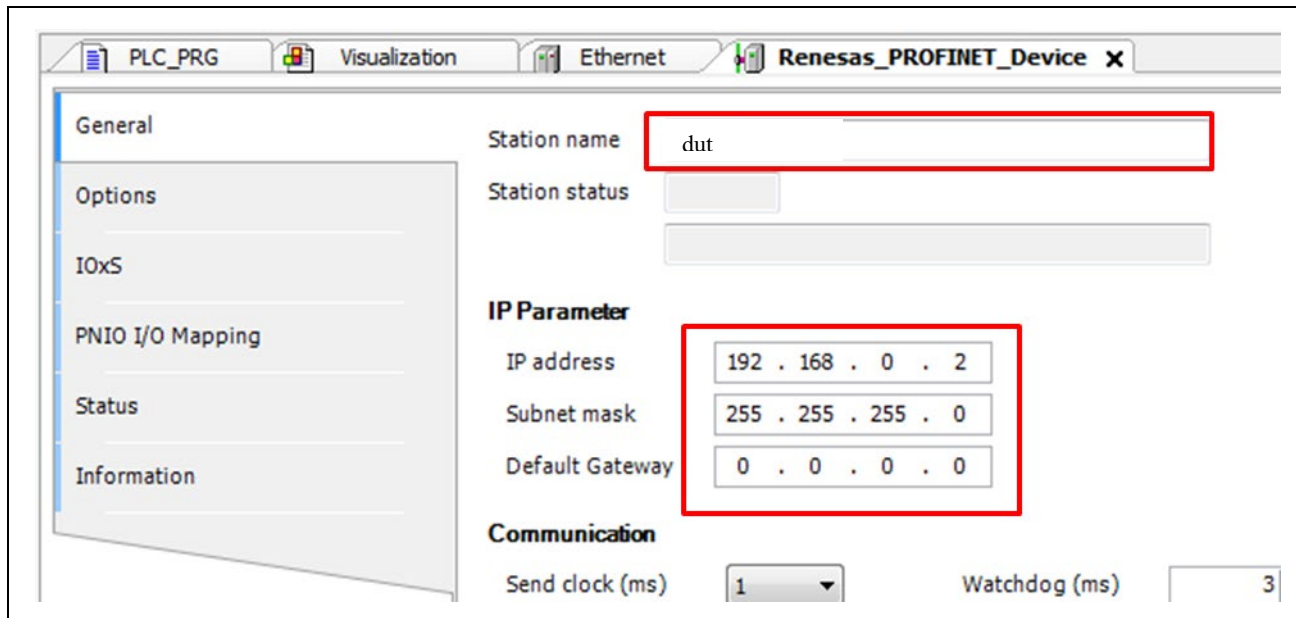 PLC_PRG Visualization Ethernet Renesas_PROFINET_Device x
General
Station name dut
Station status
Options
IOxS
IP Parameter
PNIO I/O Mapping
IP address 192 . 168 . 0 . 2
Status
Subnet mask 255 . 255 . 255 . 0
Default Gateway 0 . 0 . 0 . 0
Information
Communication
Send clock (ms) 1 Watchdog (ms) 3